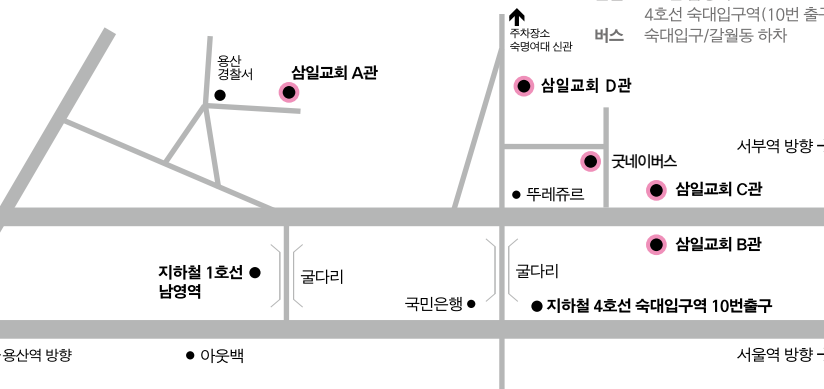 4호선 숙대입구역(10번 출구
버스 숙대입구/갈월동 하차
주차장소
숙명여대 신관
용산
경찰서
삼일교회 A관
삼일교회 D관
서부역 방향
굿네이버스
뚜레쥬르
삼일교회 C관
삼일교회 B관
지하철 1호선
남영역
굴다리
굴다리
국민은행
지하철 4호선 숙대입구역 10번출구
용산역 방향
아웃백
서울역 방향